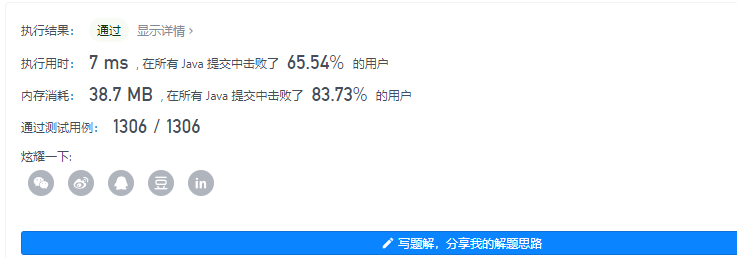 执行结果： 通过 显示详情 ›
执行用时： 7 ms , 在所有 Java 提交中击败了 65.54% 的用户
内存消耗： 38.7 MB , 在所有 Java 提交中击败了 83.73% 的用户
通过测试用例： 1306 / 1306
炫耀一下:
豆 in
写题解，分享我的解题思路